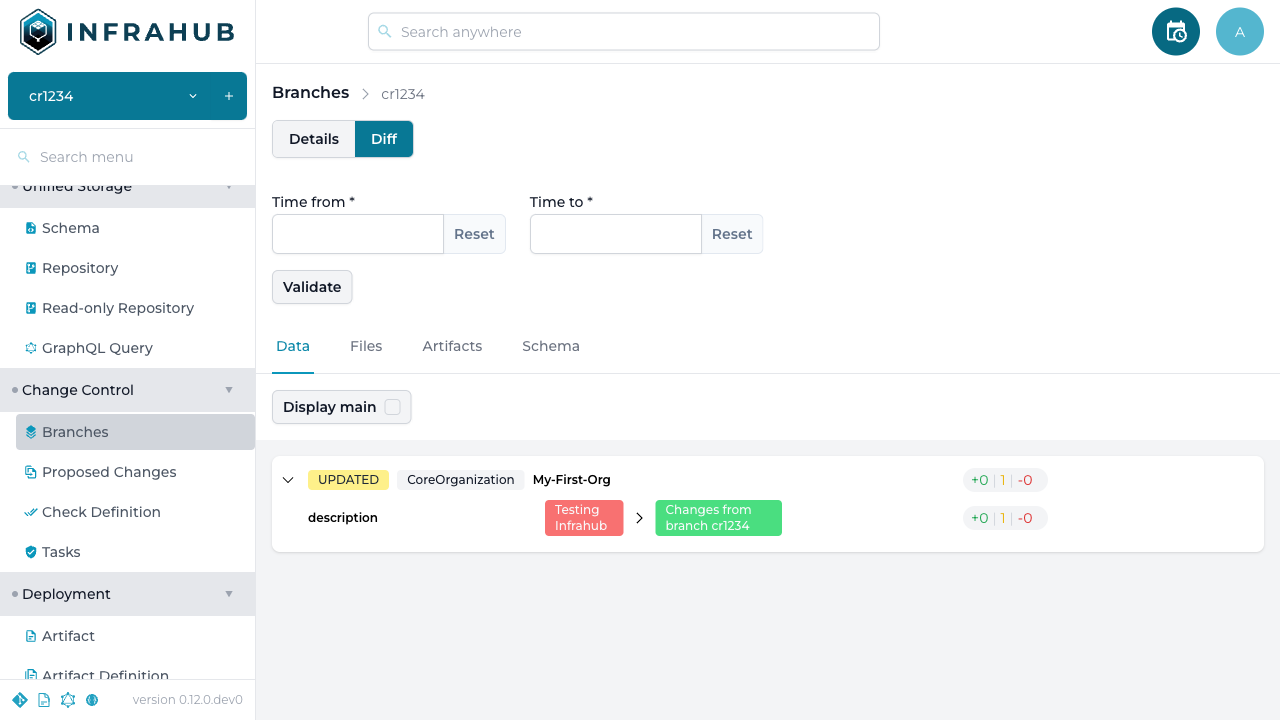 INFRAHUB
Search anywhere
A
cr1234
+
Search menu
Unified Storage
Schema
Repository
Read-only Repository
GraphQL Query
Change Control
Branches
Proposed Changes
Check Definition
Tasks
Deployment
Artifact
Artifact Definition
version 0.12.0.dev0
Branches > cr1234
Details Diff
Time from * Time to *
Reset Reset
Validate
Data Files Artifacts Schema
Display main
UPDATED CoreOrganization My-First-Org +0 | 1 | -0
description
Testing
Infrahub
Changes from
branch cr1234
+0 | 1 | -0